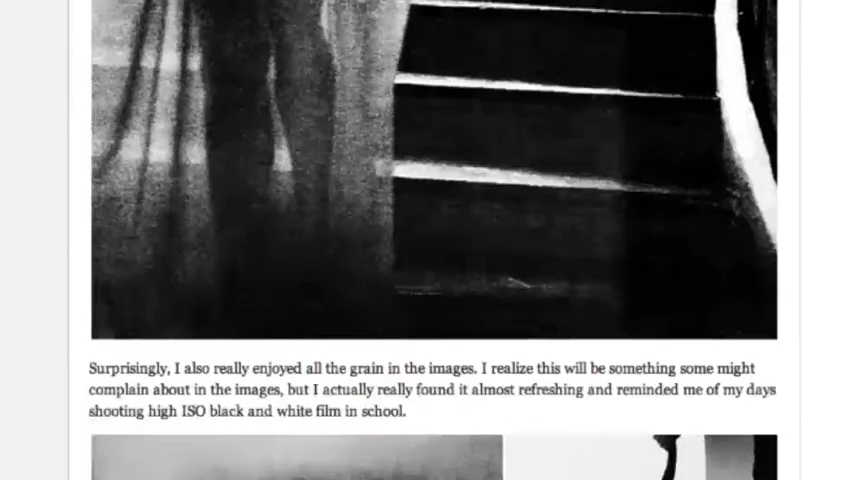 Surprisingly, I also really enjoyed all the grain in the images. I realize this will be something some might
complain about in the images, but I actually really found it almost refreshing and reminded me of my days
shooting high ISO black and white film in school.